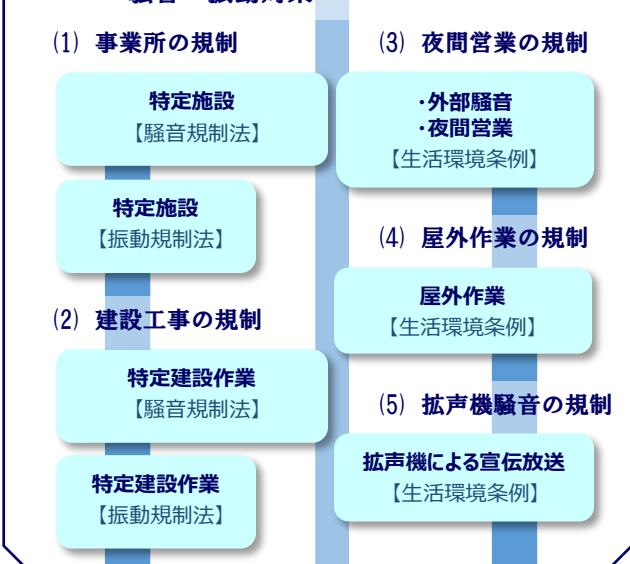 (1) 事業所の規制
特定施設
【騒音規制法】
特定施設
【振動規制法】
(2) 建設工事の規制
特定建設作業
【騒音規制法】
特定建設作業
【振動規制法】
(3) 夜間営業の規制
・外部騒音
・夜間営業
【生活環境条例】
(4) 屋外作業の規制
屋外作業
【生活環境条例】
(5) 拡声機騒音の規制
拡声機による宣伝放送
【生活環境条例】